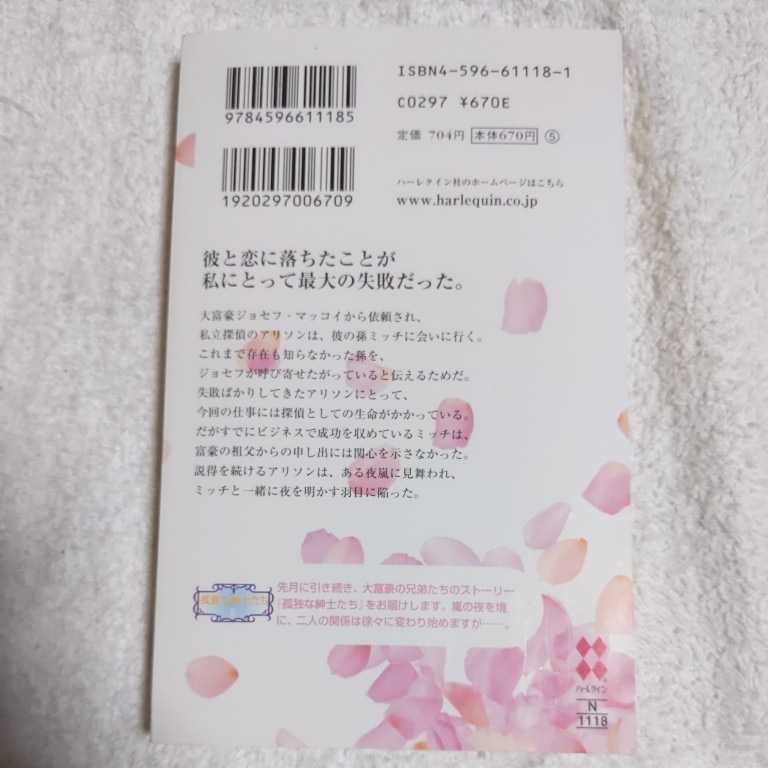 ISBN4-596-61118-1
9784596611185
C0297 ¥670E
定価 704円 本体670円 ⑤
1920297006709
ハーレクイン社のホームページはこちら
www.harlequin.co.jp
彼と恋に落ちたことが
私にとって最大の失敗だった。
大富豪ジョセフ・マッコイから依頼され、
私立探偵のアリソンは、彼の孫ミッチに会いに行く。
これまで存在も知らなかった孫を、
ジョセフが呼び寄せたがっていると伝えるためだ。
失敗ばかりしてきたアリソンにとって、
今回の仕事には探偵としての生命がかかっている。
だがすでにビジネスで成功を収めているミッチは、
富豪の祖父からの申し出には関心を示さなかった。
説得を続けるアリソンは、ある夜嵐に見舞われ、
ミッチと一緒に夜を明かす羽目に陥った。
孤独な紳士たち
先月に引き続き、大富豪の兄弟たちのストーリー
『孤独な紳士たち』をお届けします。嵐の夜を境
に、二人の関係は徐々に変わり始めますが……。
ハーレクイン
N
1118